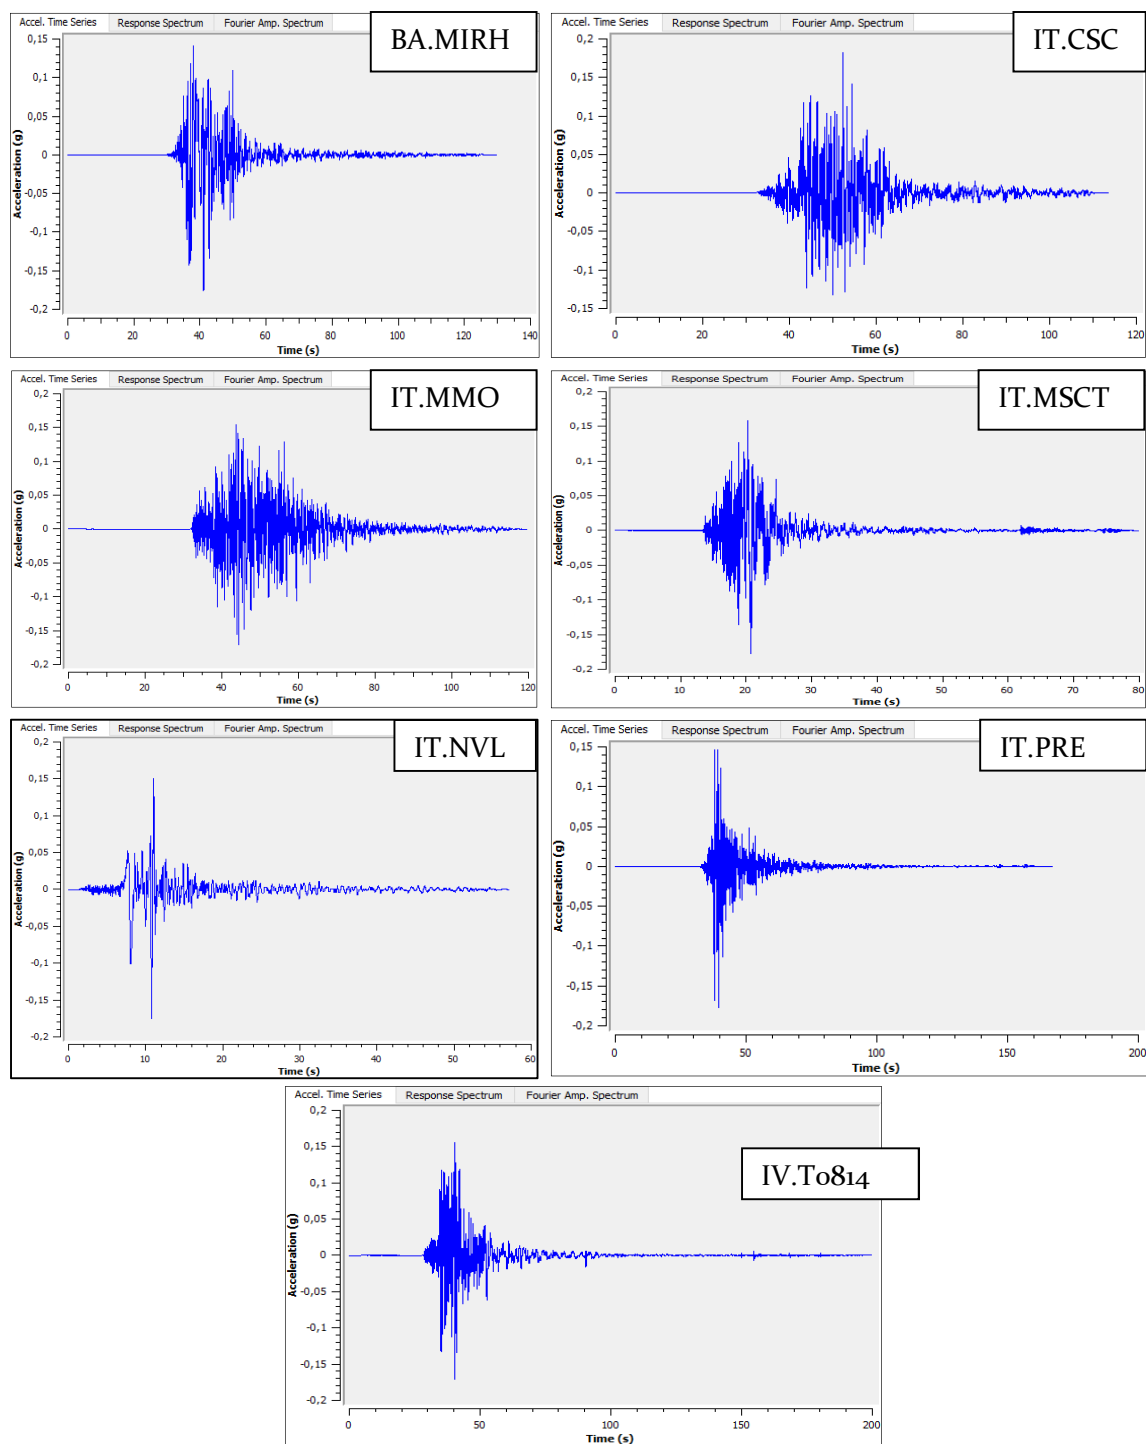 Accel. Time Series Response Spectrum Fourier Amp. Spectrum
BA.MIRH
0,15
0,1
0,05
0
-0,05
-0,1
-0,15
-0,2
Acceleration (g)
0 20 40 60 80 100 120 140
Time (s)
Accel. Time Series Response Spectrum Fourier Amp. Spectrum
IT.CSC
0,2
0,15
0,1
0,05
0
-0,05
-0,1
-0,15
Acceleration (g)
0 20 40 60 80 100 120
Time (s)
Accel. Time Series Response Spectrum Fourier Amp. Spectrum
IT.MMO
0,2
0,15
0,1
0,05
0
-0,05
-0,1
-0,15
-0,2
Acceleration (g)
0 20 40 60 80 100 120
Time (s)
Accel. Time Series Response Spectrum Fourier Amp. Spectrum
IT.MSCT
0,2
0,15
0,1
0,05
0
-0,05
-0,1
-0,15
-0,2
Acceleration (g)
0 10 20 30 40 50 60 70 80
Time (s)
Accel. Time Series Response Spectrum Fourier Amp. Spectrum
IT.NVL
0,2
0,15
0,1
0,05
0
-0,05
-0,1
-0,15
-0,2
Acceleration (g)
0 10 20 30 40 50 60
Time (s)
Accel. Time Series Response Spectrum Fourier Amp. Spectrum
IT.PRE
0,15
0,1
0,05
0
-0,05
-0,1
-0,15
-0,2
Acceleration (g)
0 50 100 150 200
Time (s)
Accel. Time Series Response Spectrum Fourier Amp. Spectrum
IV.T0814
0,2
0,15
0,1
0,05
0
-0,05
-0,1
-0,15
-0,2
Acceleration (g)
0 50 100 150 200
Time (s)